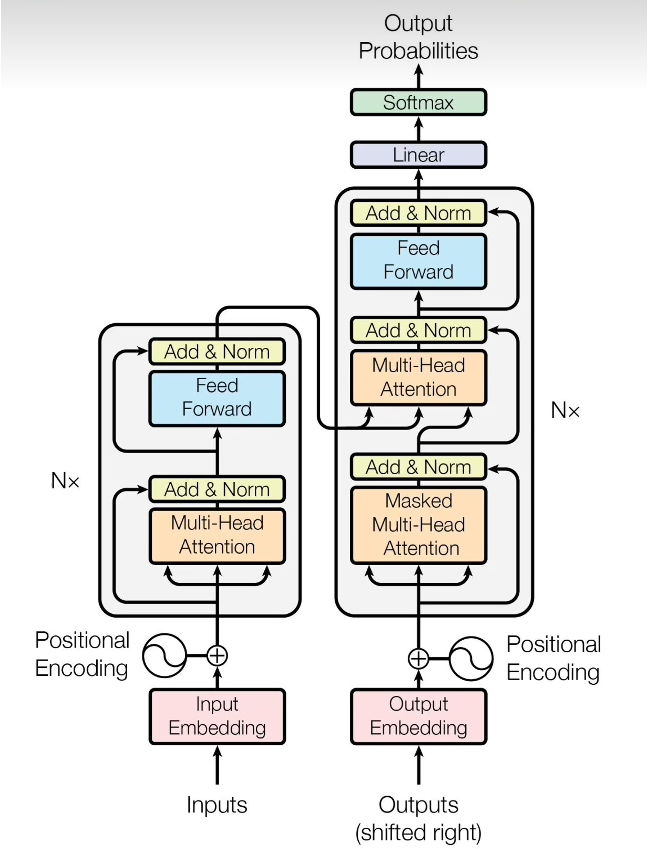 Output
Probabilities
Softmax
Linear
Add & Norm
Feed
Forward
Add & Norm
Multi-Head
Attention
Add & Norm
Masked
Multi-Head
Attention
Nx
Add & Norm
Feed
Forward
Add & Norm
Multi-Head
Attention
Nx
Positional
Encoding
Positional
Encoding
Input
Embedding
Output
Embedding
Inputs
Outputs
(shifted right)